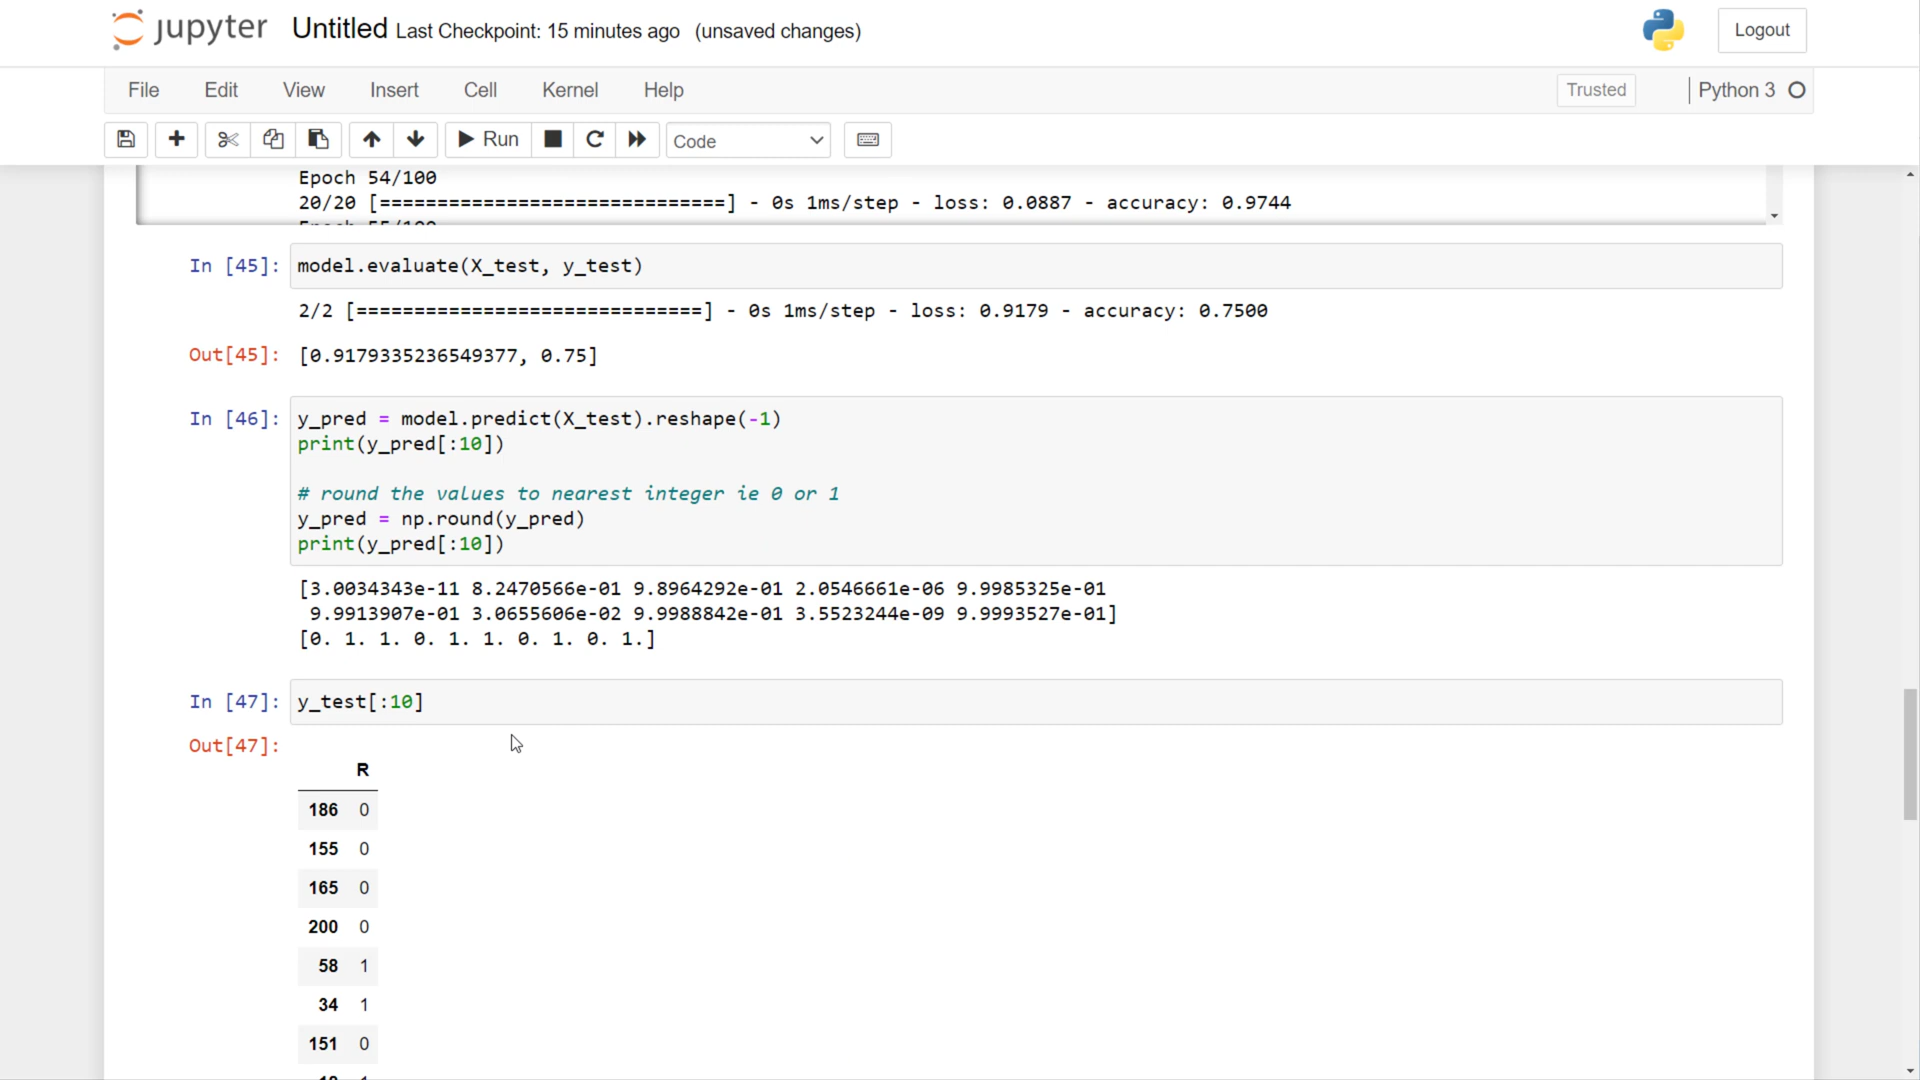 jupyter Untitled Last Checkpoint: 15 minutes ago (unsaved changes) Logout
File Edit View Insert Cell Kernel Help Trusted Python 3
Run Code
Epoch 54/100
20/20 [==============================] - 0s 1ms/step - loss: 0.0887 - accuracy: 0.9744
Epoch 55/100
In [45]: model.evaluate(X_test, y_test)
2/2 [==============================] - 0s 1ms/step - loss: 0.9179 - accuracy: 0.7500
Out[45]: [0.9179335236549377, 0.75]
In [46]: y_pred = model.predict(X_test).reshape(-1)
print(y_pred[:10])
# round the values to nearest integer ie 0 or 1
y_pred = np.round(y_pred)
print(y_pred[:10])
[3.0034343e-11 8.2470566e-01 9.8964292e-01 2.0546661e-06 9.9985325e-01
9.9913907e-01 3.0655606e-02 9.9988842e-01 3.5523244e-09 9.9993527e-01]
[0. 1. 1. 0. 1. 1. 0. 1. 0. 1.]
In [47]: y_test[:10]
Out[47]:
R
186 0
155 0
165 0
200 0
58 1
34 1
151 0